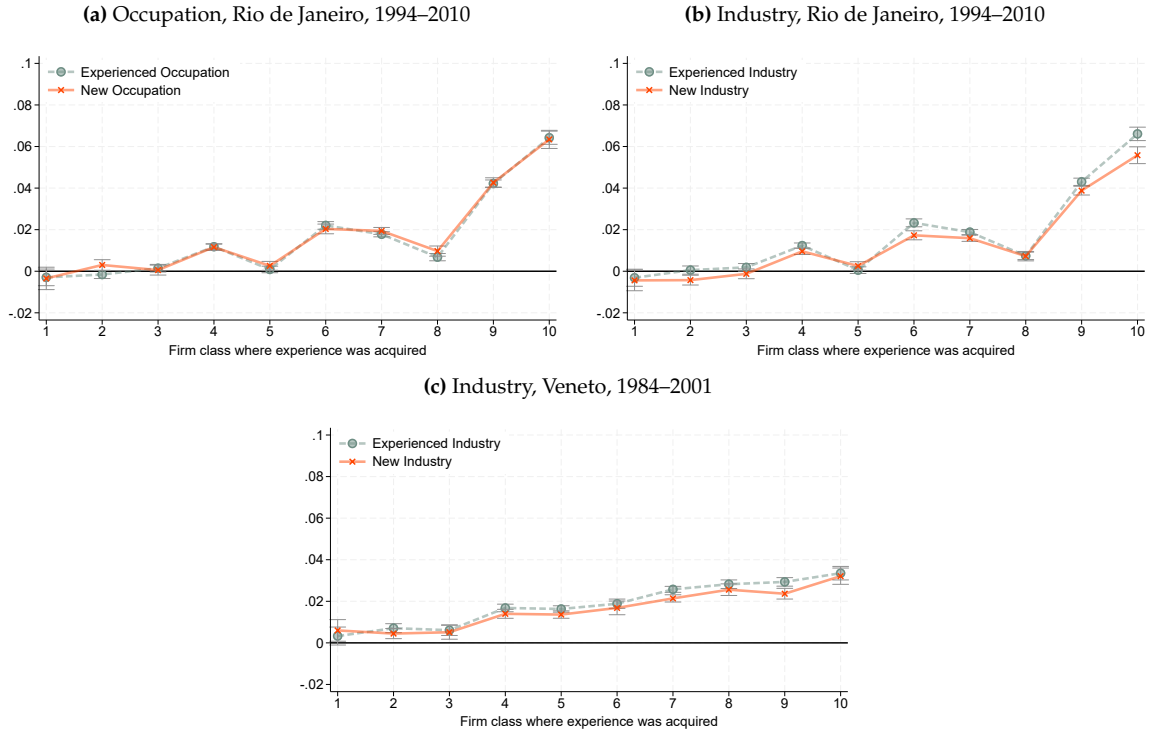 (a) Occupation, Rio de Janeiro, 1994–2010
.1
.08
.06
.04
.02
0
-.02
Experienced Occupation
New Occupation
1 2 3 4 5 6 7 8 9 10
Firm class where experience was acquired
(b) Industry, Rio de Janeiro, 1994–2010
.1
.08
.06
.04
.02
0
-.02
Experienced Industry
New Industry
1 2 3 4 5 6 7 8 9 10
Firm class where experience was acquired
(c) Industry, Veneto, 1984–2001
.1
.08
.06
.04
.02
0
-.02
Experienced Industry
New Industry
1 2 3 4 5 6 7 8 9 10
Firm class where experience was acquired